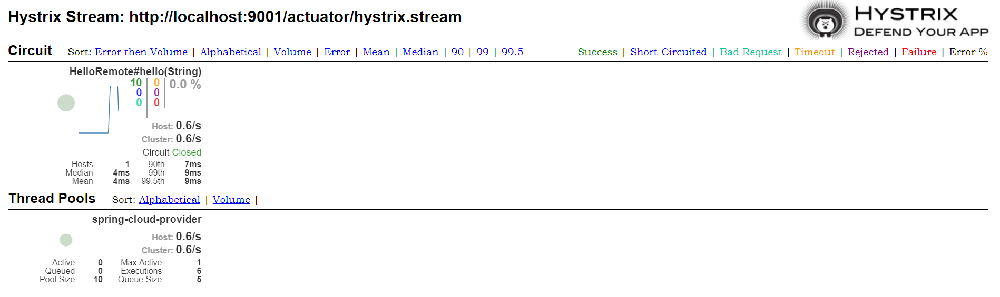 Hystrix Stream: http://localhost:9001/actuator/hystrix.stream
HYSTRIX
DEFEND YOUR APP
Circuit Sort: Error then Volume | Alphabetical | Volume | Error | Mean | Median | 90 | 99 | 99.5 Success | Short-Circuited | Bad Request | Timeout | Rejected | Failure | Error %
HelloRemote#hello(String)
10 0 0.0 %
0 0
0 0
Host: 0.6/s
Cluster: 0.6/s
Circuit Closed
Hosts 1 90th 7ms
Median 4ms 99th 9ms
Mean 4ms 99.5th 9ms
Thread Pools Sort: Alphabetical | Volume |
spring-cloud-provider
Host: 0.6/s
Cluster: 0.6/s
Active 0 Max Active 1
Queued 0 Executions 6
Pool Size 10 Queue Size 5